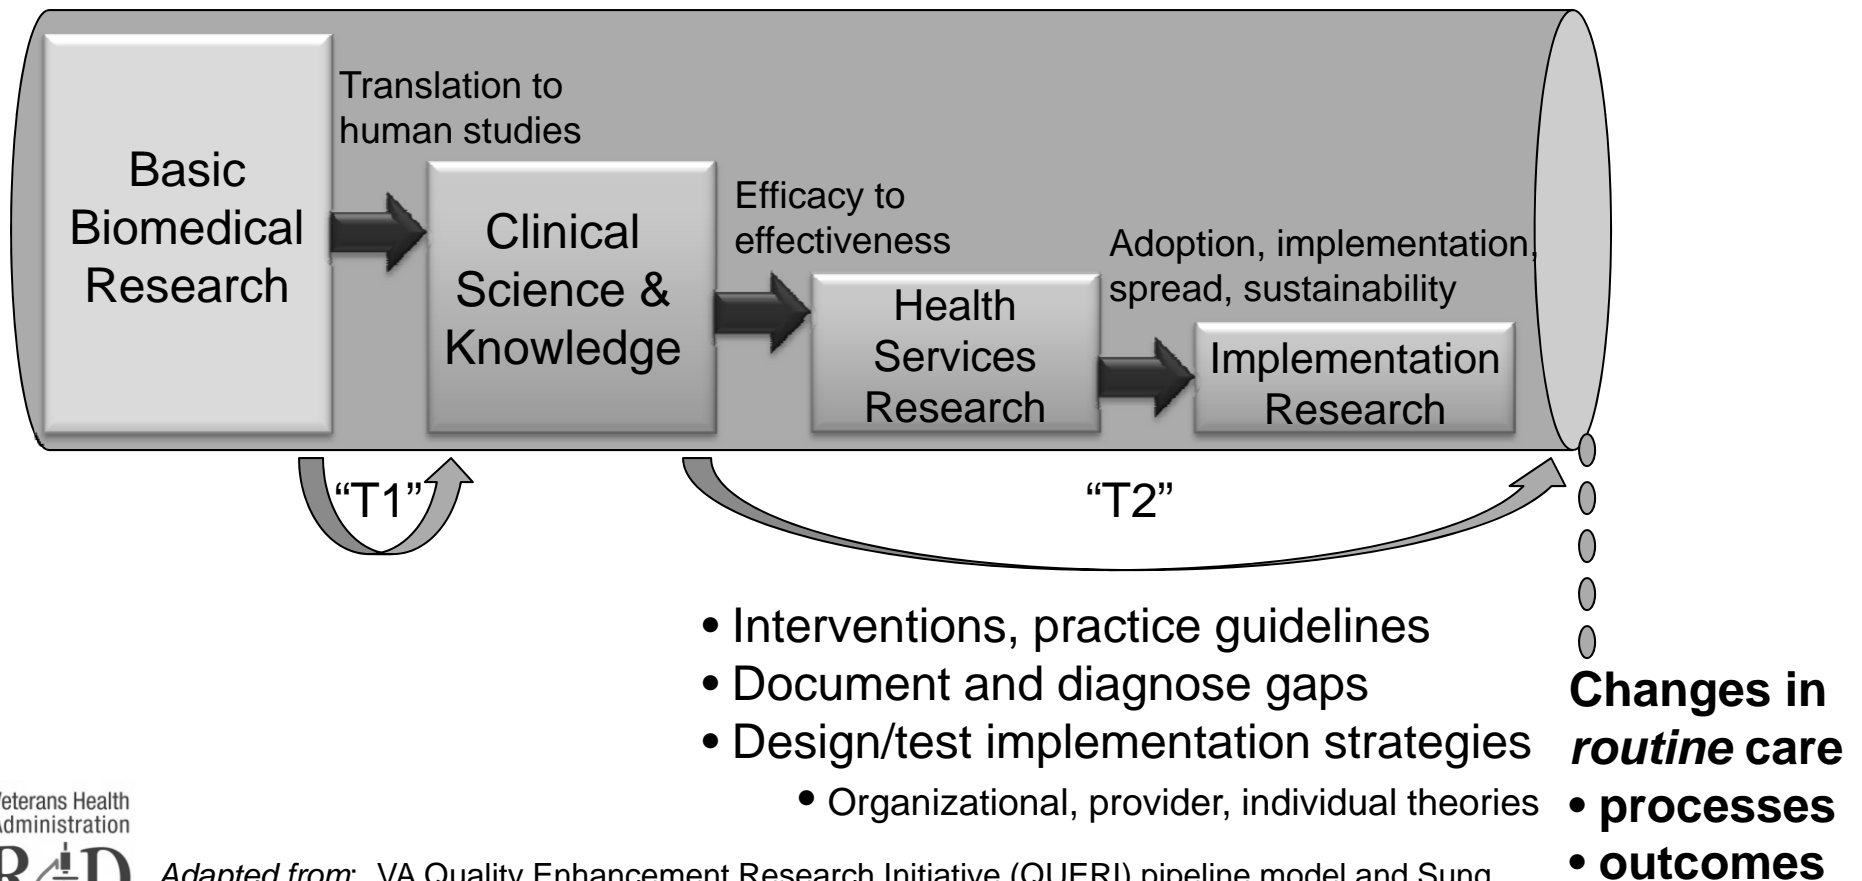 Translation to
human studies
Basic
Biomedical
Research
Efficacy to
effectiveness
Clinical
Science &
Knowledge
Adoption, implementation,
spread, sustainability
Health
Services
Research
Implementation
Research
“T1”
“T2”
• Interventions, practice guidelines
• Document and diagnose gaps
• Design/test implementation strategies
• Organizational, provider, individual theories
Changes in
routine care
• processes
• outcomes
Health
R&D
Adapted from: VA Quality Enhancement Research Initiative (QUERI) pipeline model and Sung